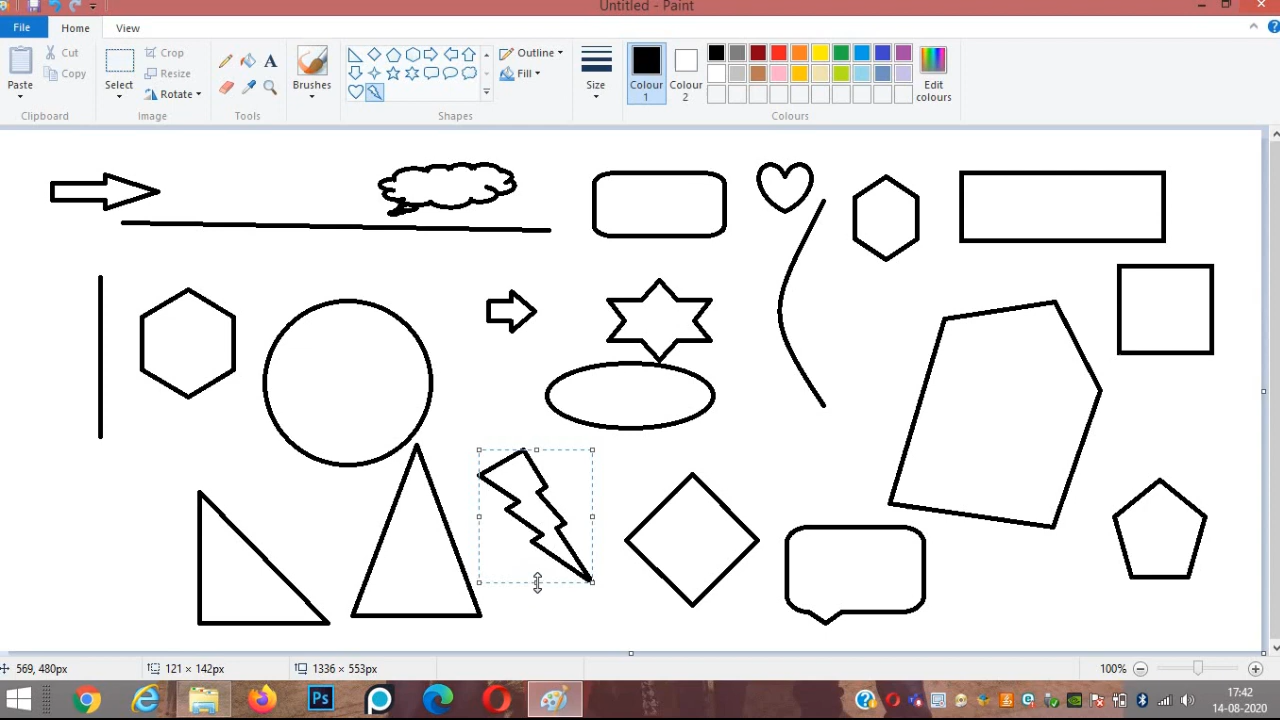 Untitled - Paint
File Home View
Paste
Cut
Copy
Clipboard
Select
Crop
Resize
Rotate
Image
A
Tools
Brushes
Outline
Fill
Shapes
Size
Colour 1
Colour 2
Edit colours
Colours
569, 480px 121 × 142px 1336 × 553px 100%
Ps
17:42
14-08-2020